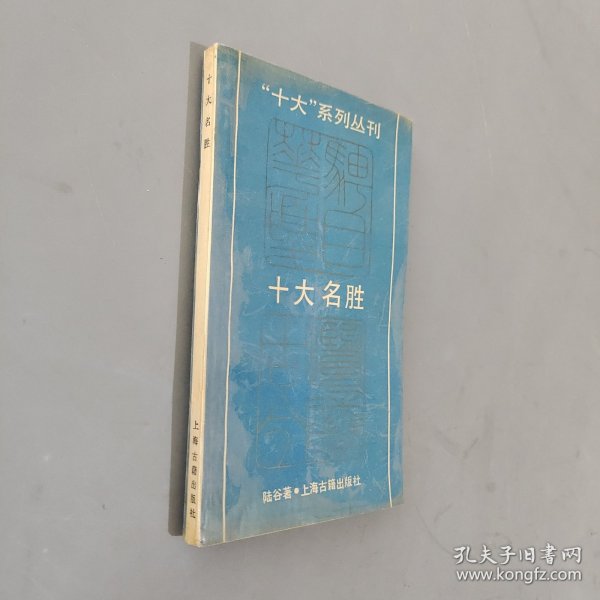 “十大”系列丛刊
十大名胜
陆谷著•上海古籍出版社
十大名胜
上海古籍出版社
孔夫子旧书网
www.kongfz.com